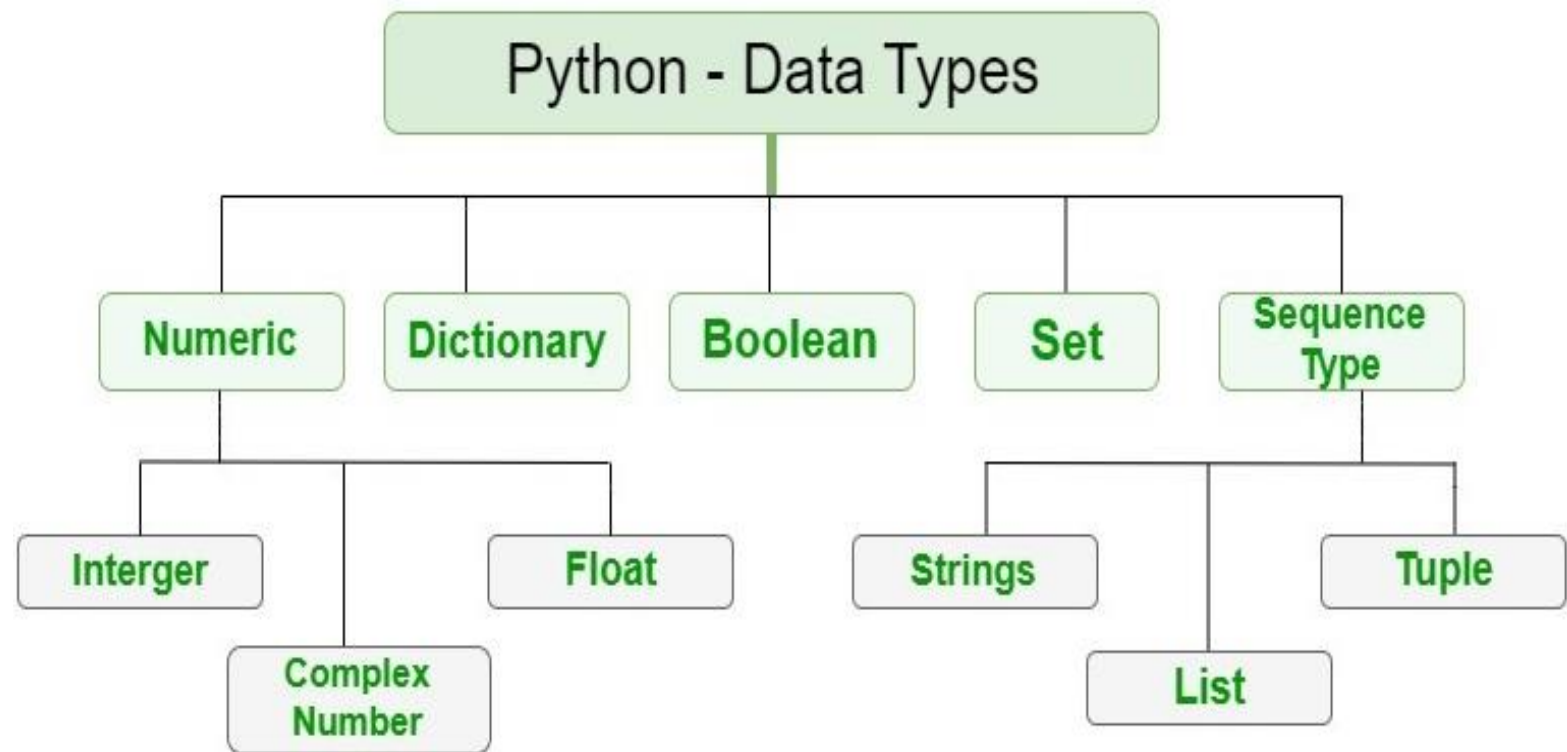 Python - Data Types
Numeric
Dictionary
Boolean
Set
Sequence
Type
Interger
Float
Strings
Tuple
Complex
Number
List